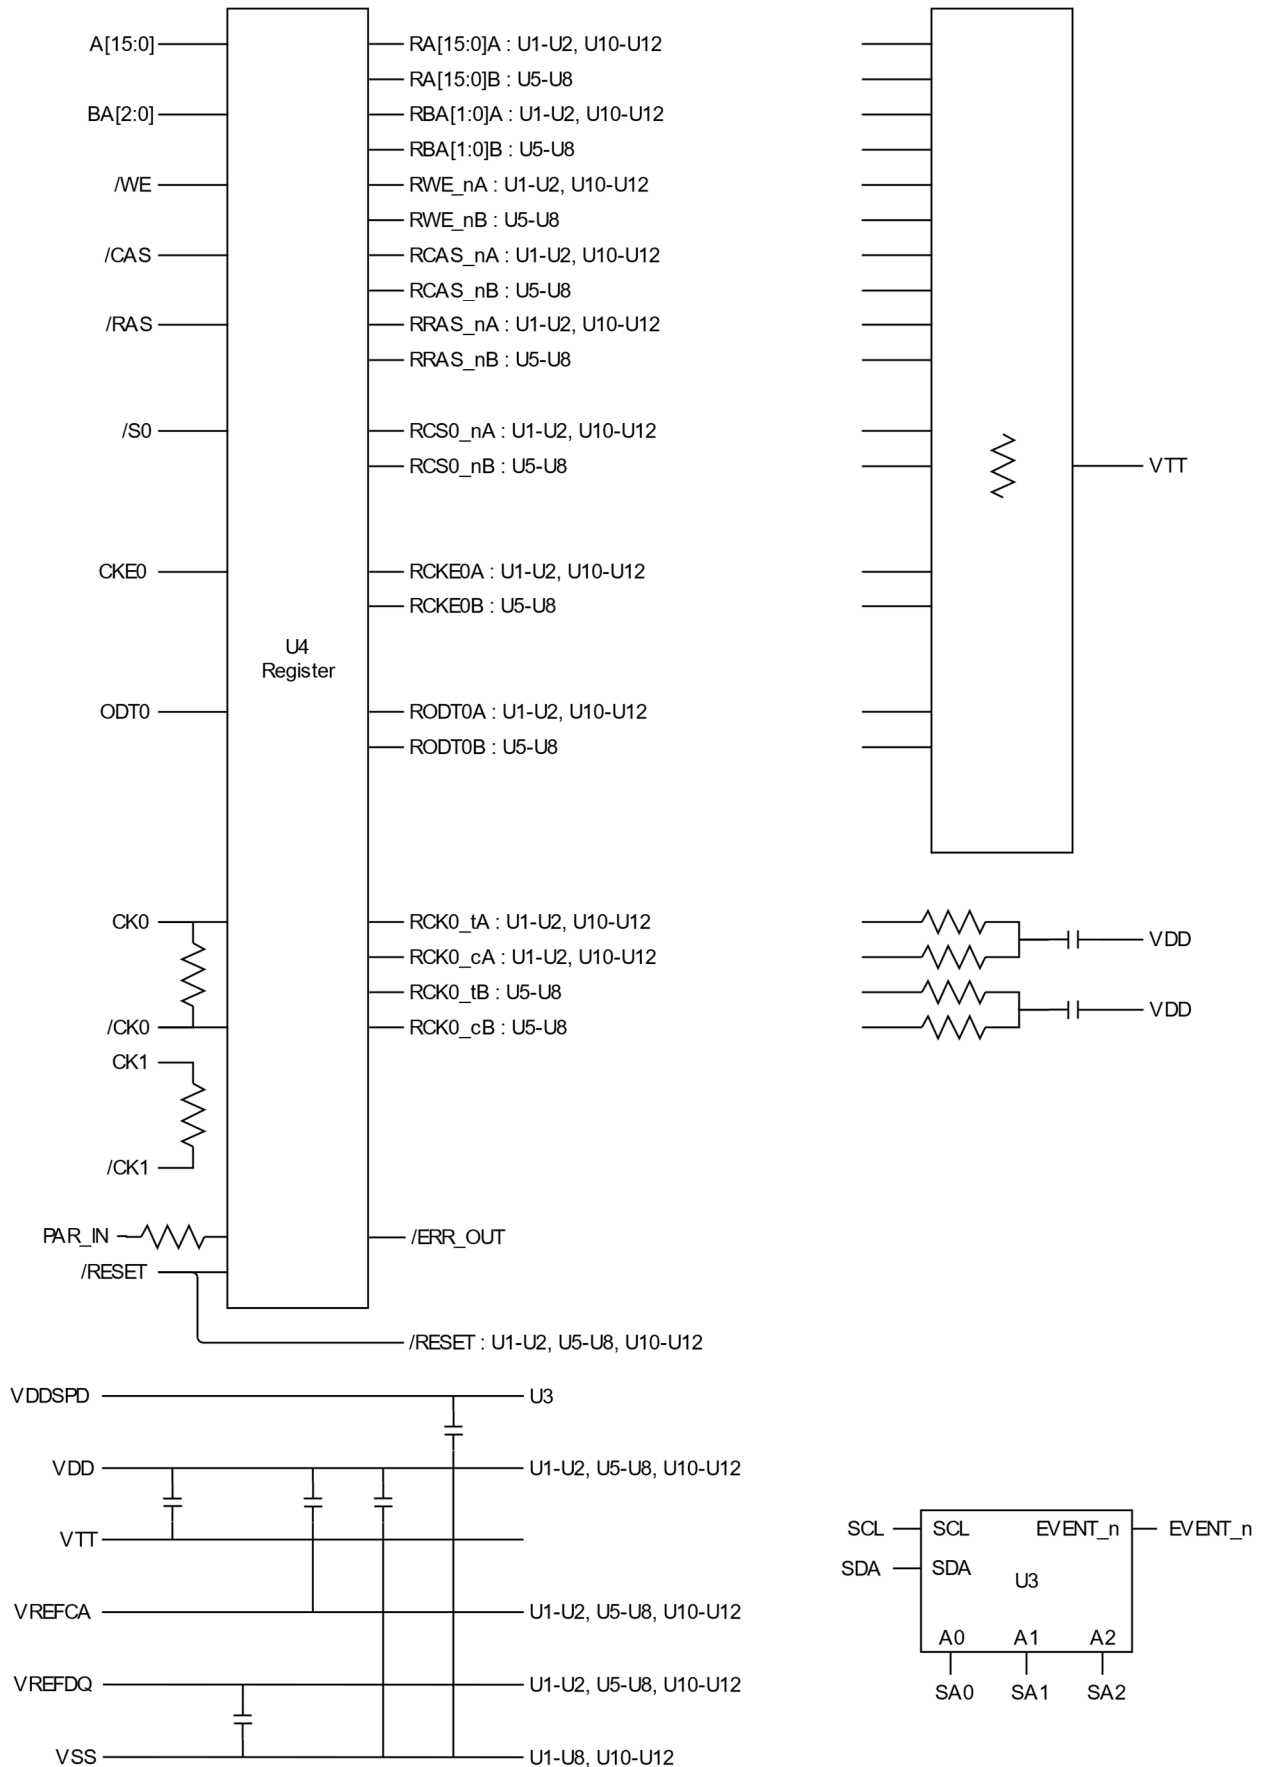 A[15:0]
RA[15:0]A : U1-U2, U10-U12
RA[15:0]B : U5-U8
BA[2:0]
RBA[1:0]A : U1-U2, U10-U12
RBA[1:0]B : U5-U8
/WE
RWE_nA : U1-U2, U10-U12
RWE_nB : U5-U8
/CAS
RCAS_nA : U1-U2, U10-U12
RCAS_nB : U5-U8
/RAS
RRAS_nA : U1-U2, U10-U12
RRAS_nB : U5-U8
/S0
RCS0_nA : U1-U2, U10-U12
RCS0_nB : U5-U8
VTT
CKE0
RCKE0A : U1-U2, U10-U12
RCKE0B : U5-U8
U4
Register
ODT0
RODT0A : U1-U2, U10-U12
RODT0B : U5-U8
CK0
RCK0_tA : U1-U2, U10-U12
VDD
RCK0_cA : U1-U2, U10-U12
RCK0_tB : U5-U8
VDD
/CK0
RCK0_cB : U5-U8
CK1
/CK1
PAR_IN
/ERR_OUT
/RESET
/RESET : U1-U2, U5-U8, U10-U12
VDDSPD
U3
VDD
U1-U2, U5-U8, U10-U12
VTT
VREFCA
U1-U2, U5-U8, U10-U12
VREFDQ
U1-U2, U5-U8, U10-U12
VSS
U1-U8, U10-U12
SCL
SCL
EVENT_n
EVENT_n
SDA
SDA
U3
A0
A1
A2
SA0
SA1
SA2